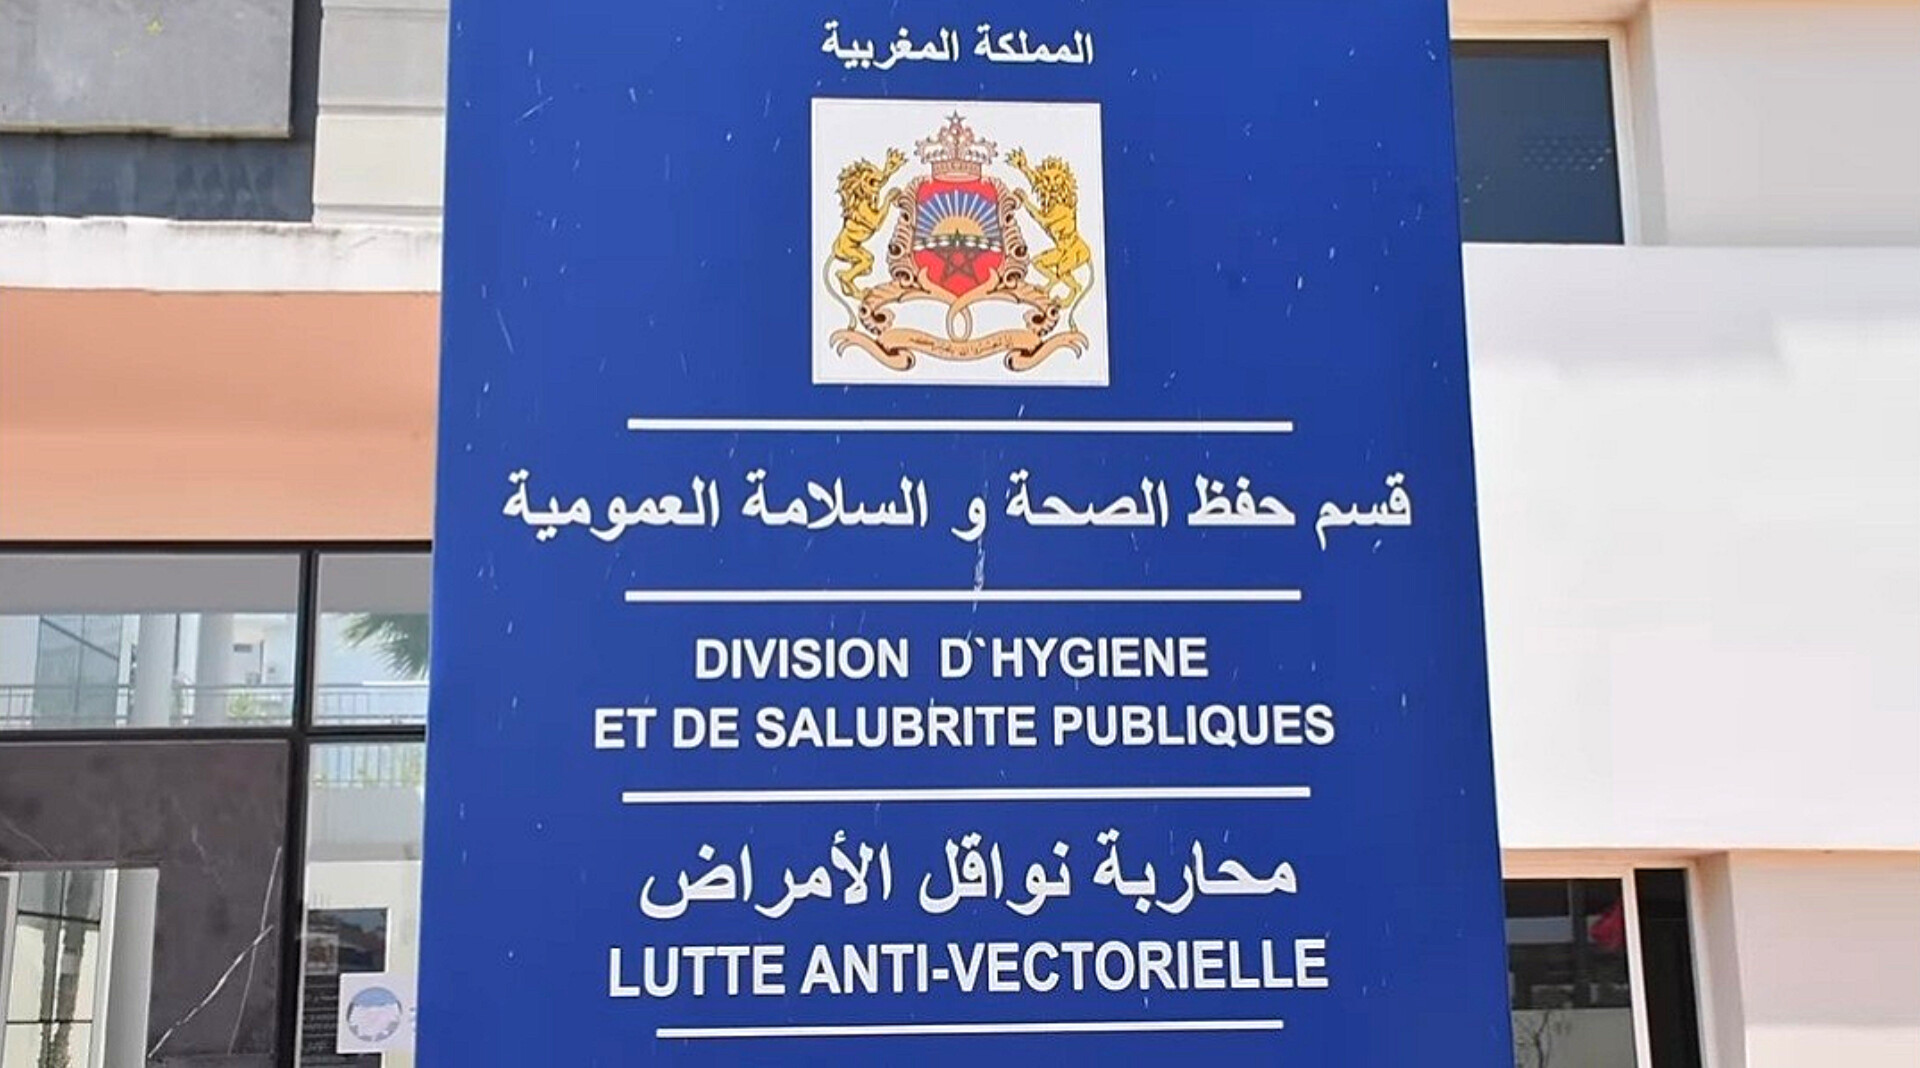 المملكة المغربية
قسم حفظ الصحة و السلامة العمومية
DIVISION D`HYGIENE
ET DE SALUBRITE PUBLIQUES
محاربة نواقل الأمراض
LUTTE ANTI-VECTORIELLE